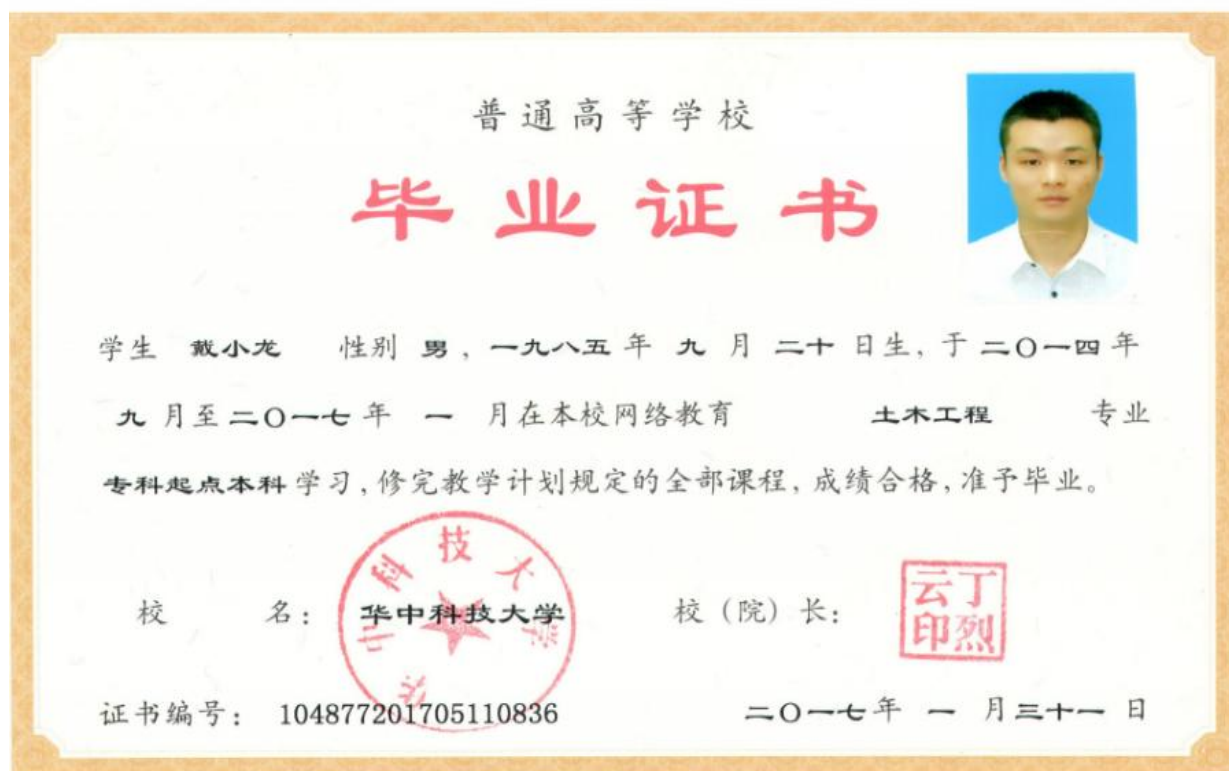 普通高等学校
毕业证书
学生 戴小龙 性别 男，一九八五年 九 月 二十 日生，于二〇一四年
九 月至二〇一七年 一 月在本校网络教育 土木工程 专业
专科起点本科学习，修完教学计划规定的全部课程，成绩合格，准予毕业。
校 名：华中科技大学 校（院）长：
华中科技大学
丁烈云印
证书编号：104877201705110836 二〇一七年 一 月三十一 日